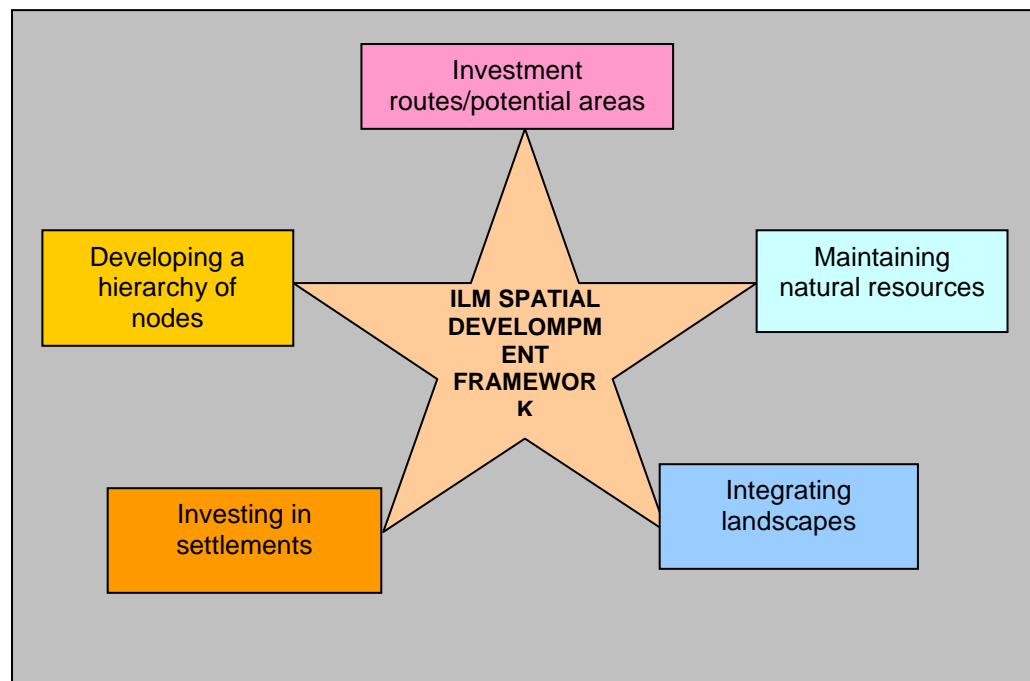 Investment
routes/potential areas
Developing a
hierarchy of
nodes
Maintaining
natural resources
ILM SPATIAL
DEVELOMPM
ENT
FRAMEWOR
K
Investing in
settlements
Integrating
landscapes